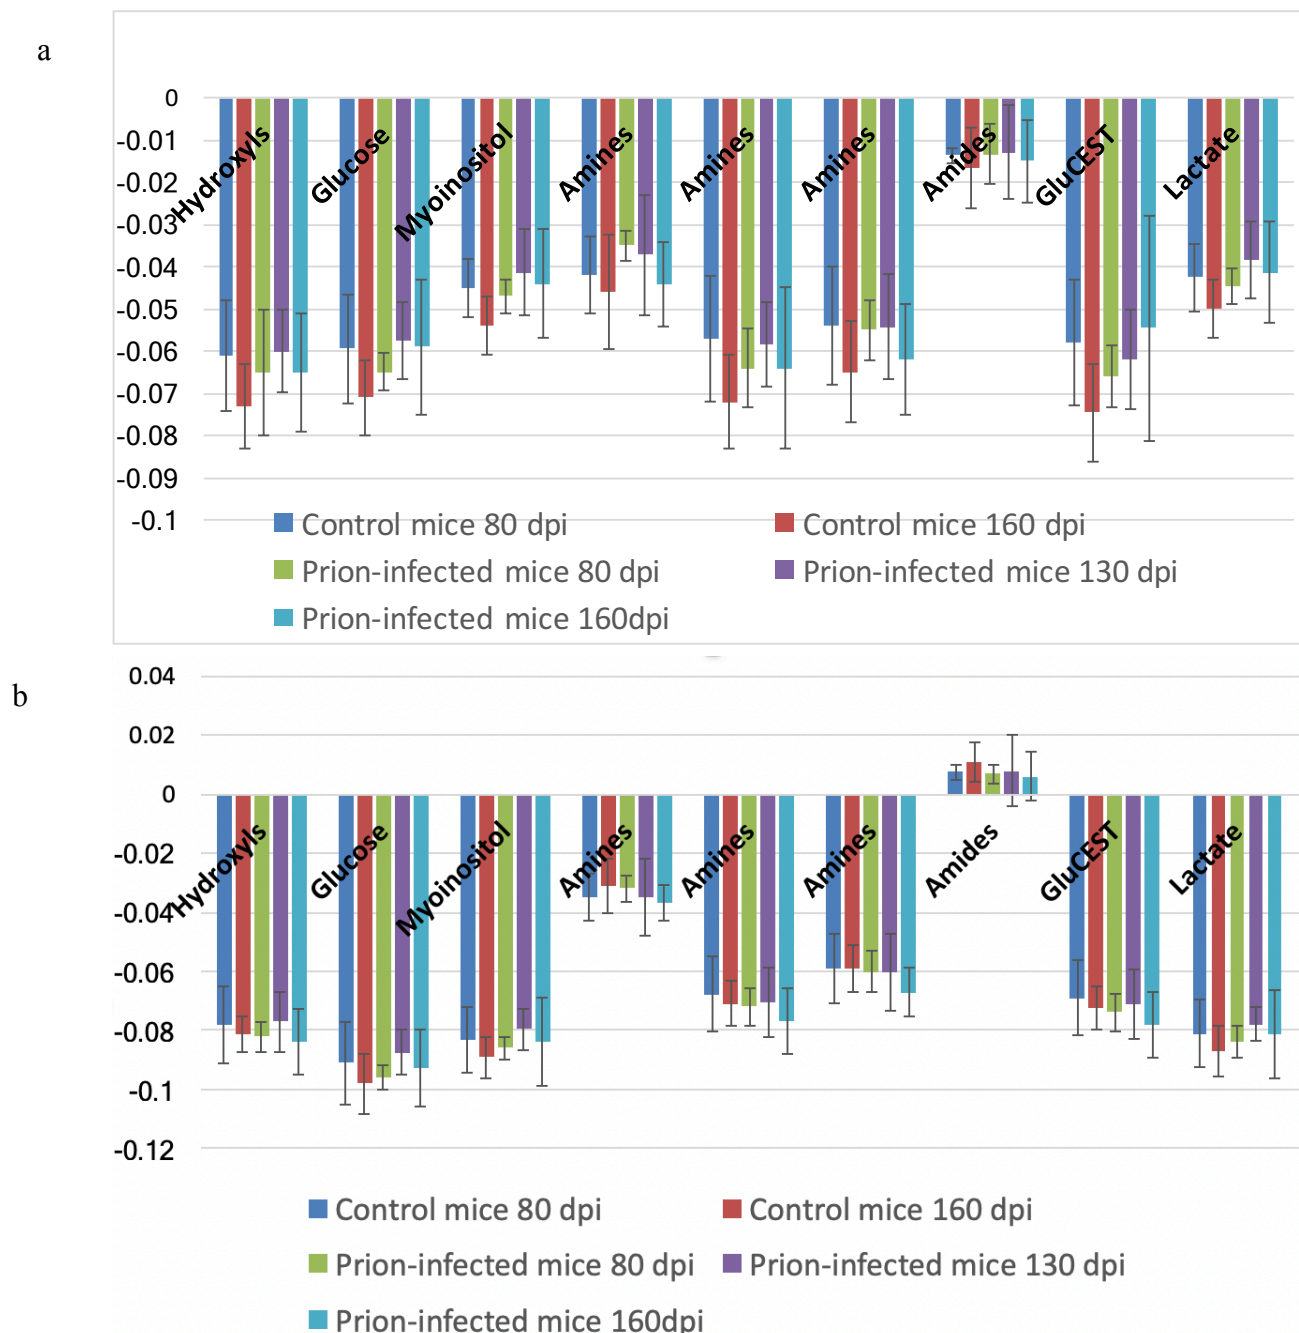 a
0
-0.01
-0.02
-0.03
-0.04
-0.05
-0.06
-0.07
-0.08
-0.09
-0.1
Hydroxyls Glucose Myoinositol Amines Amines Amines Amides GluCEST Lactate
Control mice 80 dpi Control mice 160 dpi
Prion-infected mice 80 dpi Prion-infected mice 130 dpi
Prion-infected mice 160dpi
b
0.04
0.02
0
-0.02
-0.04
-0.06
-0.08
-0.1
-0.12
Hydroxyls Glucose Myoinositol Amines Amines Amines Amides GluCEST Lactate
Control mice 80 dpi Control mice 160 dpi
Prion-infected mice 80 dpi Prion-infected mice 130 dpi
Prion-infected mice 160dpi